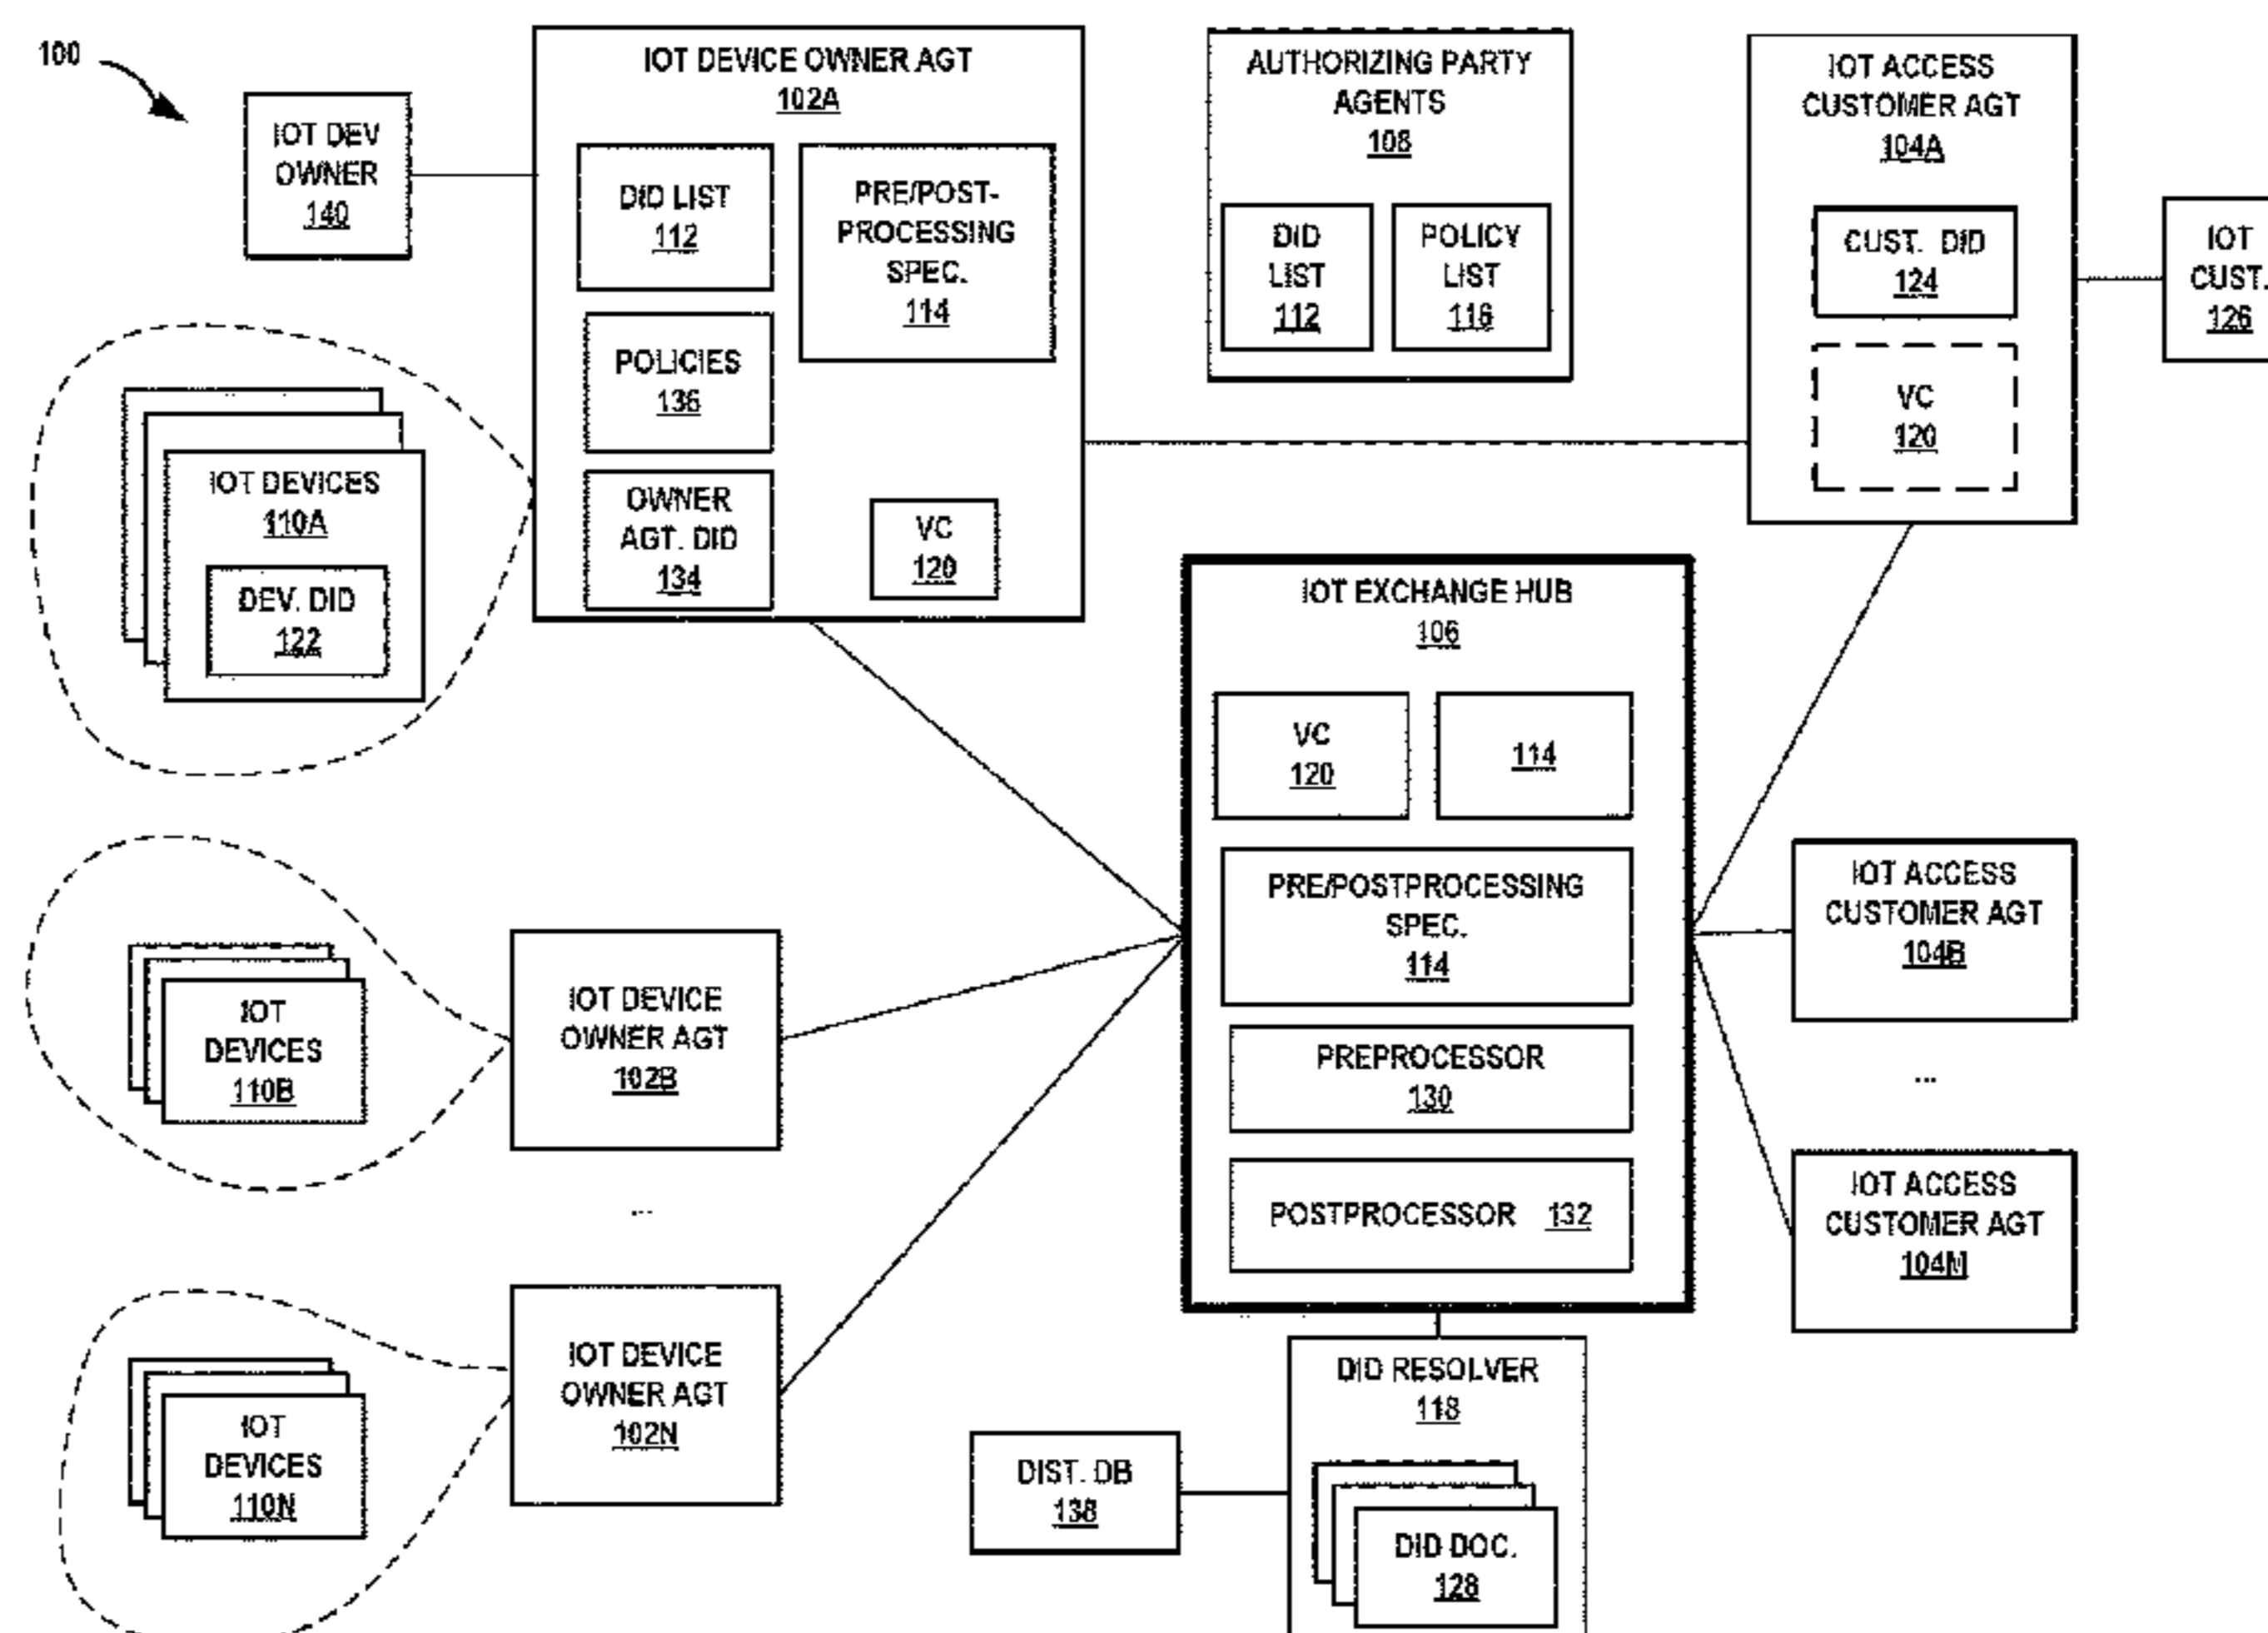 100
IOT DEV
OWNER
140
IOT DEVICE OWNER AGT
102A
DID LIST
112
PRE/POST-
PROCESSING
SPEC.
114
POLICIES
136
OWNER
AGT. DID
134
VC
120
AUTHORIZING PARTY
AGENTS
108
DID
LIST
112
POLICY
LIST
116
IOT ACCESS
CUSTOMER AGT
104A
CUST. DID
124
VC
120
IOT
CUST.
126
IOT DEVICES
110A
DEV. DID
122
IOT EXCHANGE HUB
106
VC
120
114
PRE/POSTPROCESSING
SPEC.
114
PREPROCESSOR
130
POSTPROCESSOR 132
IOT
DEVICES
110B
IOT DEVICE
OWNER AGT
102B
...
IOT
DEVICES
110N
IOT DEVICE
OWNER AGT
102N
IOT ACCESS
CUSTOMER AGT
104B
...
IOT ACCESS
CUSTOMER AGT
104M
DID RESOLVER
118
DID DOC.
128
DIST. DB
138